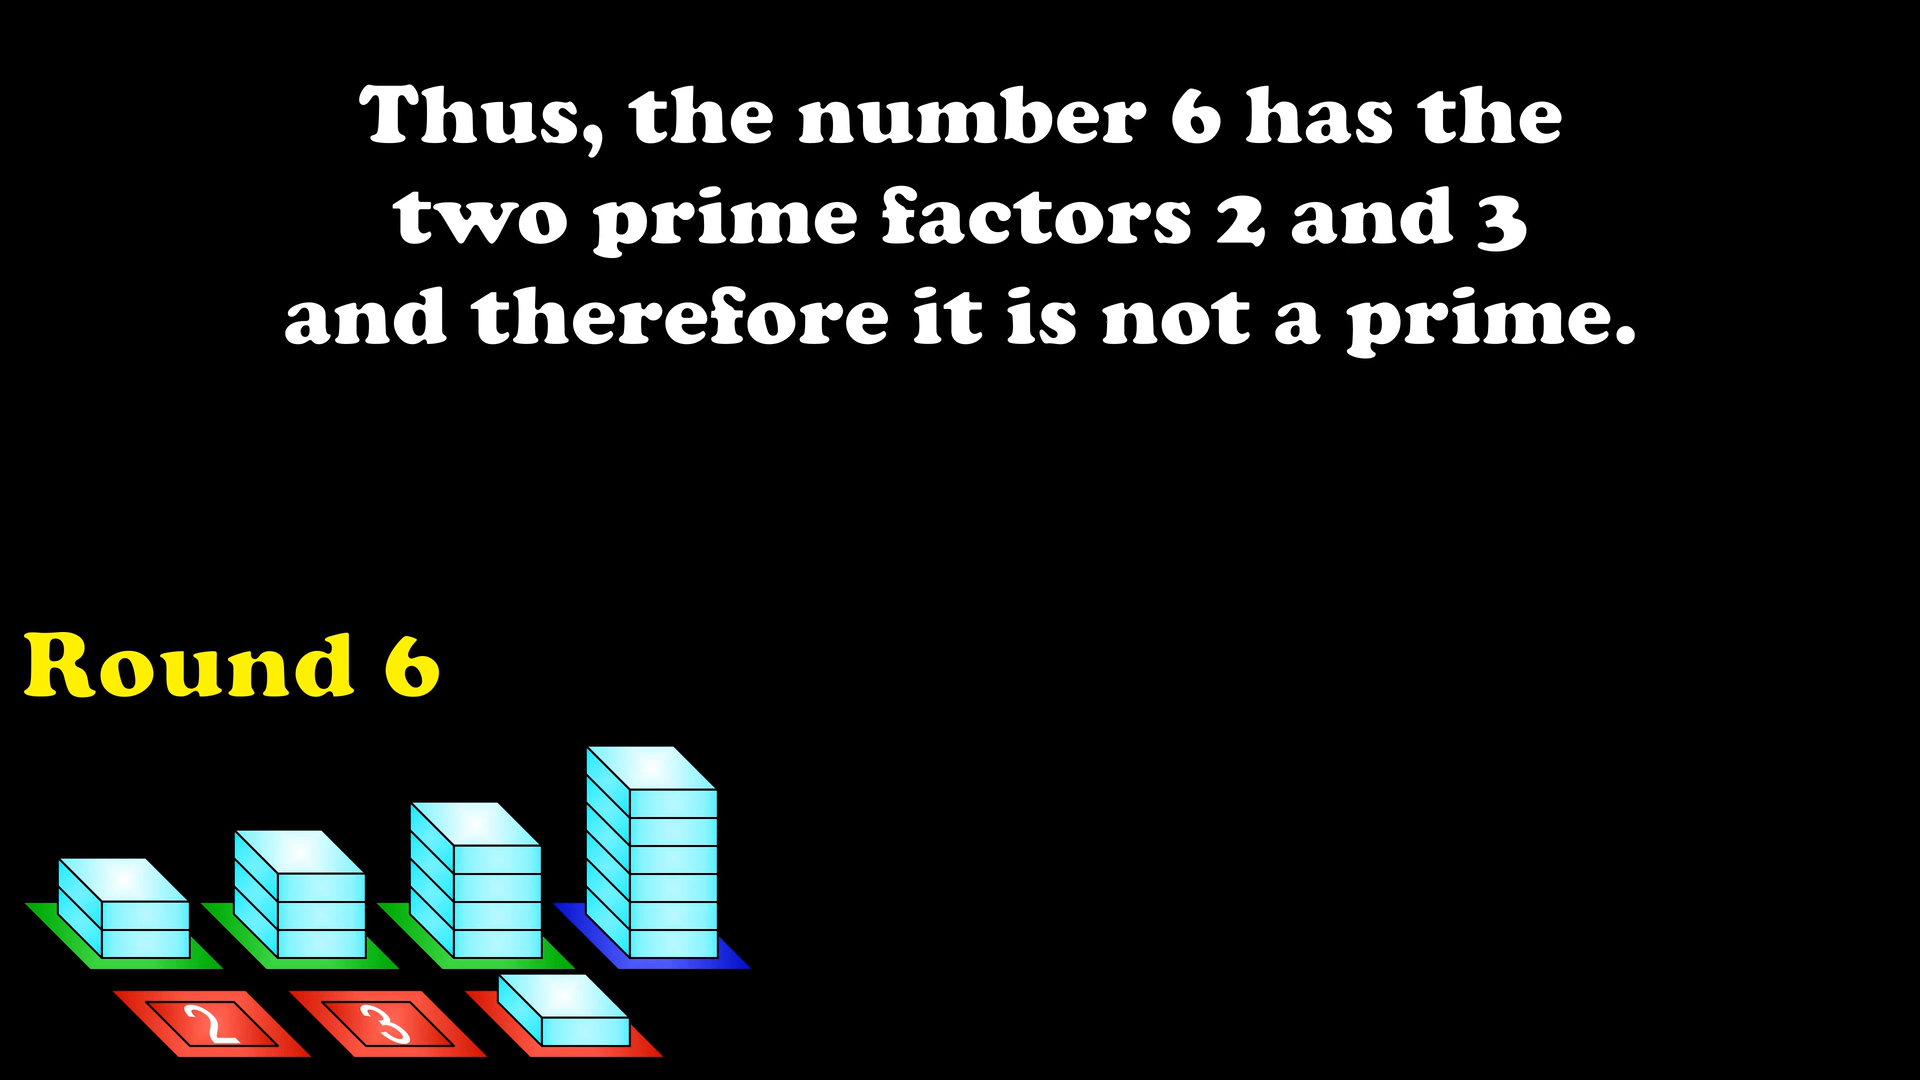 Thus, the number 6 has the
two prime factors 2 and 3
and therefore it is not a prime.
Round 6
2 3